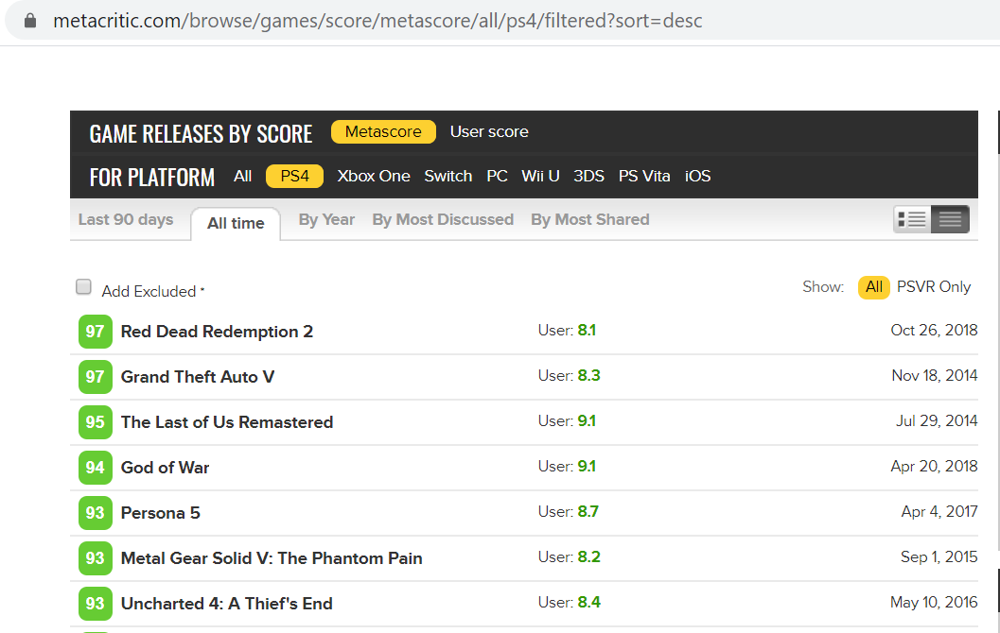 metacritic.com/browse/games/score/metascore/all/ps4/filtered?sort=desc
GAME RELEASES BY SCORE Metascore User score
FOR PLATFORM All PS4 Xbox One Switch PC Wii U 3DS PS Vita iOS
Last 90 days All time By Year By Most Discussed By Most Shared
Add Excluded * Show: All PSVR Only
97 Red Dead Redemption 2 User: 8.1 Oct 26, 2018
97 Grand Theft Auto V User: 8.3 Nov 18, 2014
95 The Last of Us Remastered User: 9.1 Jul 29, 2014
94 God of War User: 9.1 Apr 20, 2018
93 Persona 5 User: 8.7 Apr 4, 2017
93 Metal Gear Solid V: The Phantom Pain User: 8.2 Sep 1, 2015
93 Uncharted 4: A Thief's End User: 8.4 May 10, 2016